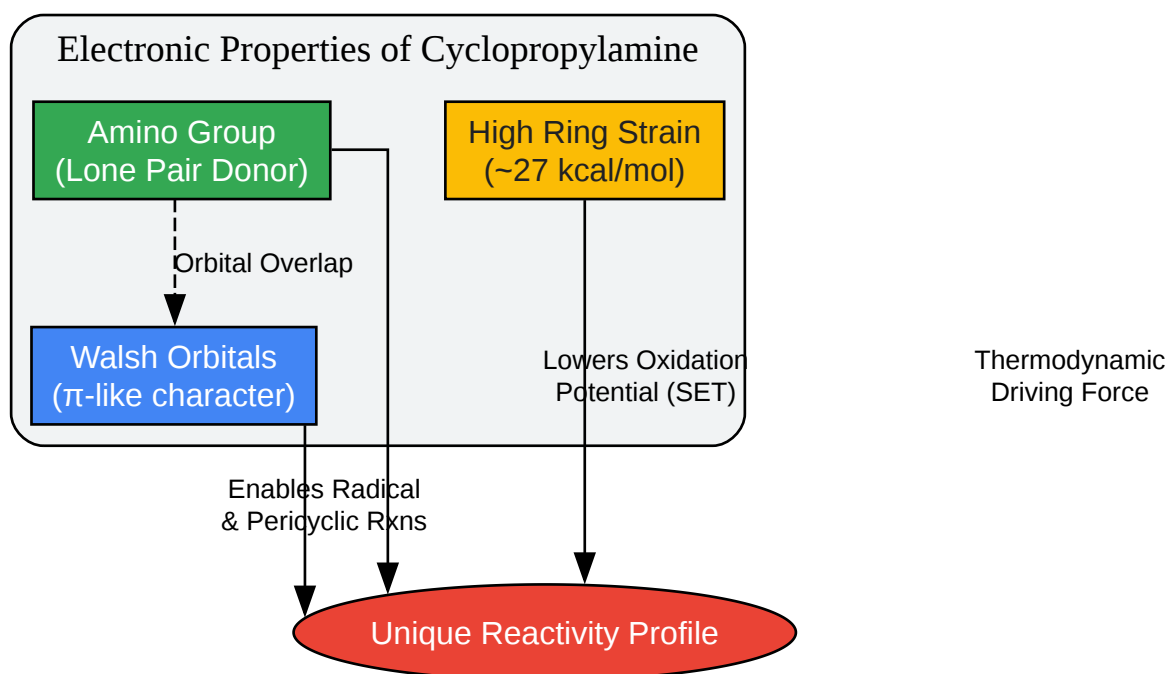 Electronic Properties of Cyclopropylamine
Amino Group
(Lone Pair Donor)
High Ring Strain
(~27 kcal/mol)
Orbital Overlap
Walsh Orbitals
(π-like character)
Lowers Oxidation
Potential (SET)
Thermodynamic
Driving Force
Enables Radical
& Pericyclic Rxns
Unique Reactivity Profile